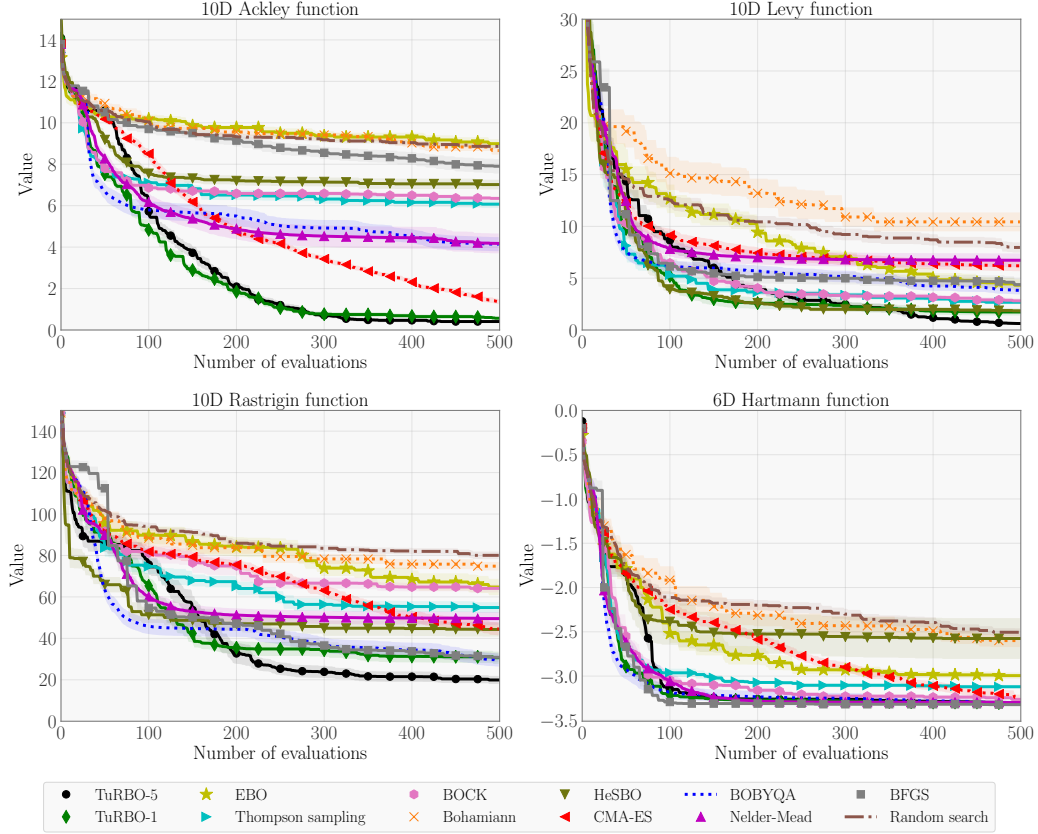 10D Ackley function
10D Levy function
14
12
10
8
6
4
2
0
Value
0 100 200 300 400 500
Number of evaluations
30
25
20
15
10
5
0
Value
0 100 200 300 400 500
Number of evaluations
10D Rastrigin function
6D Hartmann function
140
120
100
80
60
40
20
0
Value
0 100 200 300 400 500
Number of evaluations
0.0
−0.5
−1.0
−1.5
−2.0
−2.5
−3.0
−3.5
Value
0 100 200 300 400 500
Number of evaluations
TuRBO-5 EBO BOCK HeSBO BOBYQA BFGS
TuRBO-1 Thompson sampling Bohamiann CMA-ES Nelder-Mead Random search